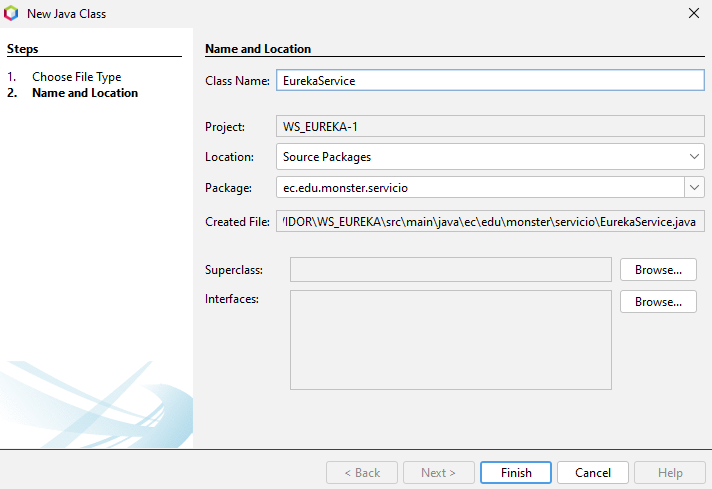 New Java Class
Steps
1. Choose File Type
2. Name and Location
Name and Location
Class Name: EurekaService
Project: WS_EUREKA-1
Location: Source Packages
Package: ec.edu.monster.servicio
Created File: VIDOR\WS_EUREKA\src\main\java\ec\edu\monster\servicio\EurekaService.java
Superclass: Browse...
Interfaces: Browse...
< Back Next > Finish Cancel Help